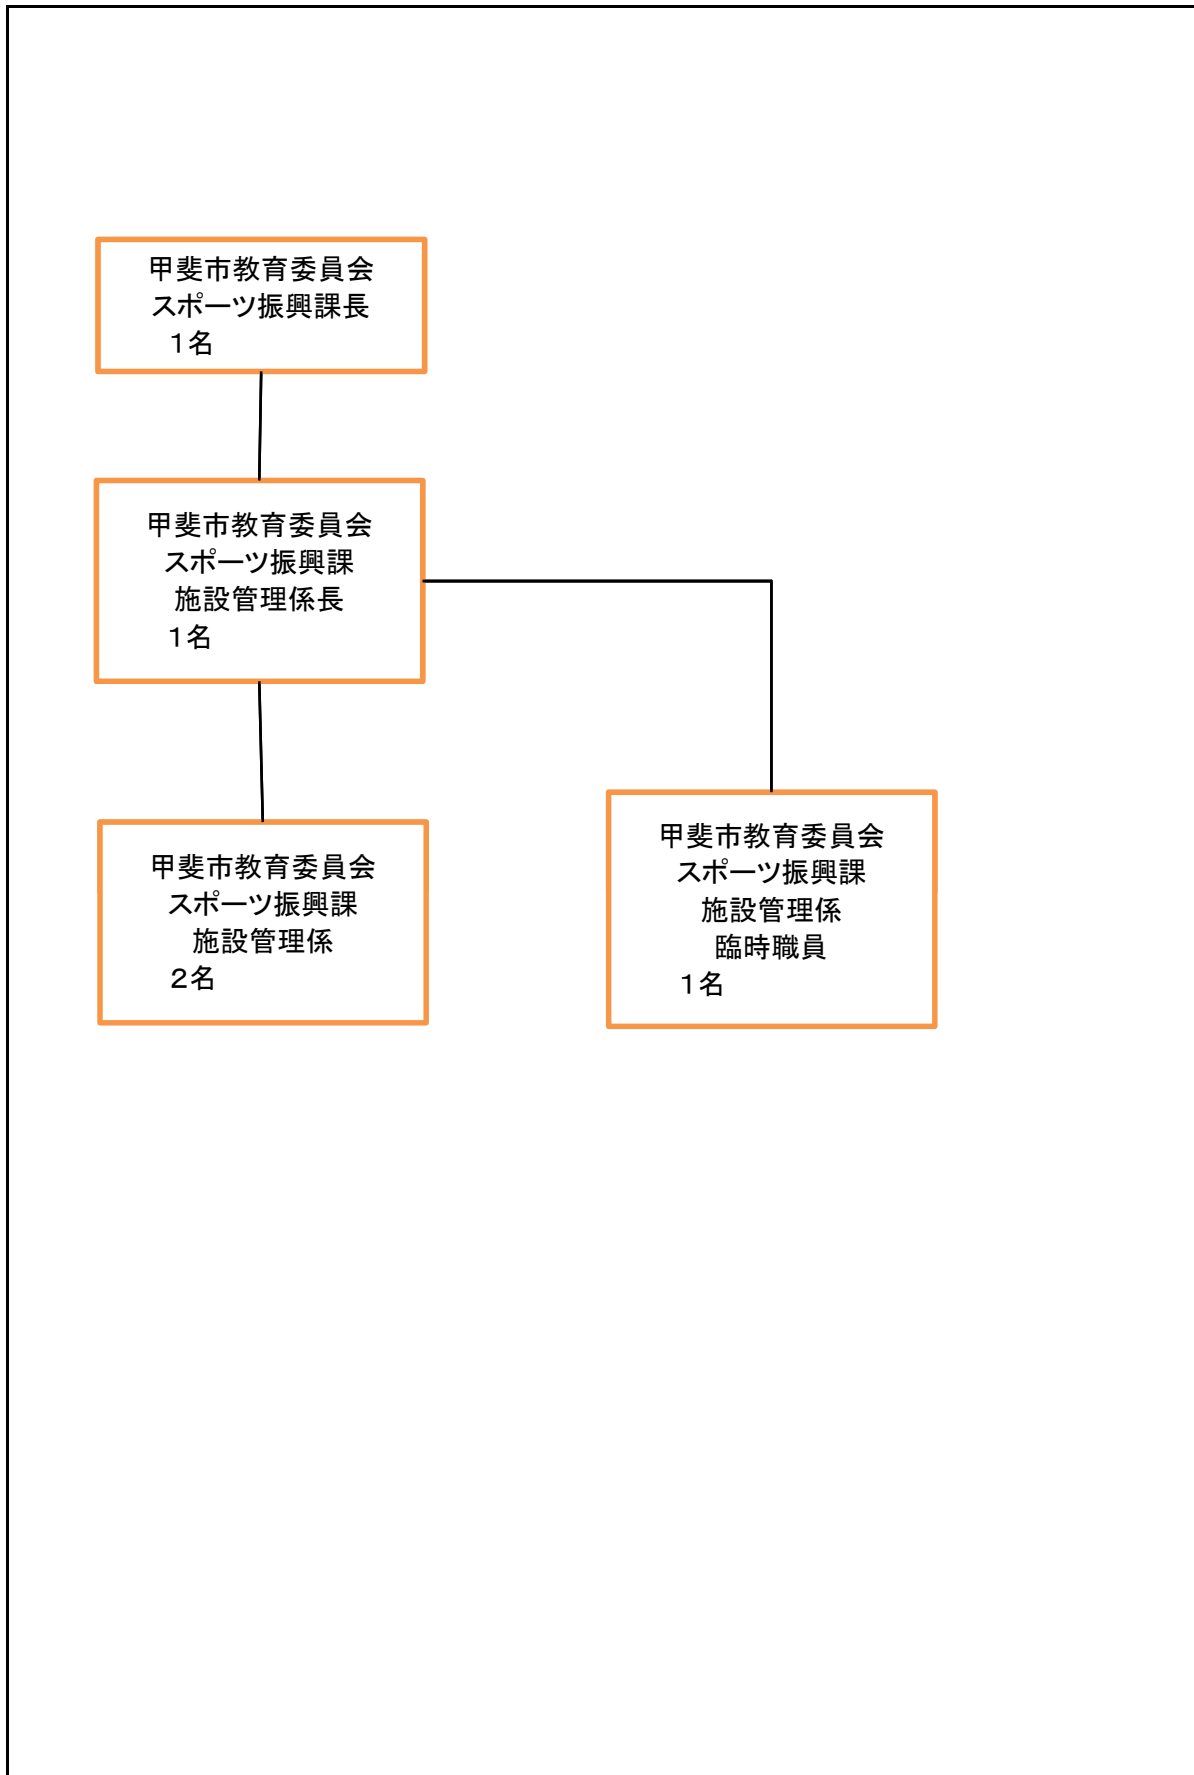 甲斐市教育委員会
スポーツ振興課長
1名
甲斐市教育委員会
スポーツ振興課
施設管理係長
1名
甲斐市教育委員会
スポーツ振興課
施設管理係
2名
甲斐市教育委員会
スポーツ振興課
施設管理係
臨時職員
1名